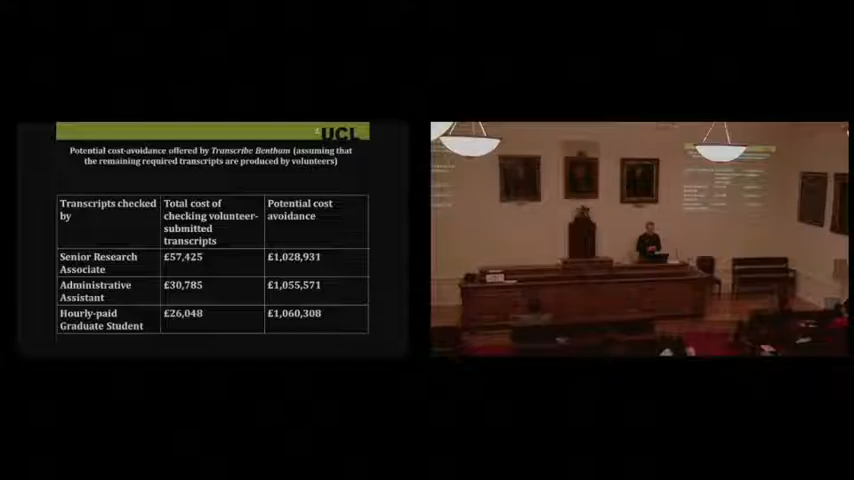 UCL
Potential cost-avoidance offered by Transcribe Bentham (assuming that
the remaining required transcripts are produced by volunteers)
Transcripts checked by
Total cost of checking volunteer-submitted transcripts
Potential cost avoidance
Senior Research Associate
£57,425
£1,028,931
Administrative Assistant
£30,785
£1,055,571
Hourly-paid Graduate Student
£26,048
£1,060,308